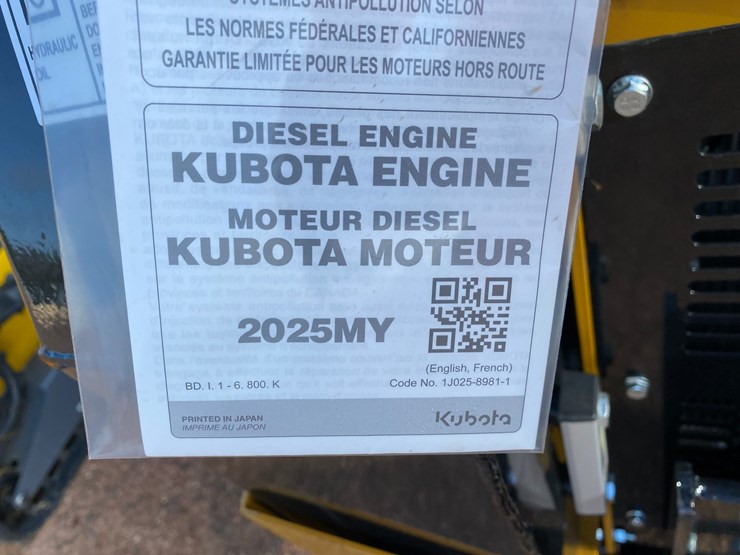 HYDRAULIC
OIL
SYSTÈMES ANTIPOLLUTION SELON
LES NORMES FÉDÉRALES ET CALIFORNIENNES
GARANTIE LIMITÉE POUR LES MOTEURS HORS ROUTE
DIESEL ENGINE
KUBOTA ENGINE
MOTEUR DIESEL
KUBOTA MOTEUR
2025MY
(English, French)
BD. I. 1 - 6. 800. K
Code No. 1J025-8981-1
PRINTED IN JAPAN
IMPRIMÉ AU JAPON
Kubota